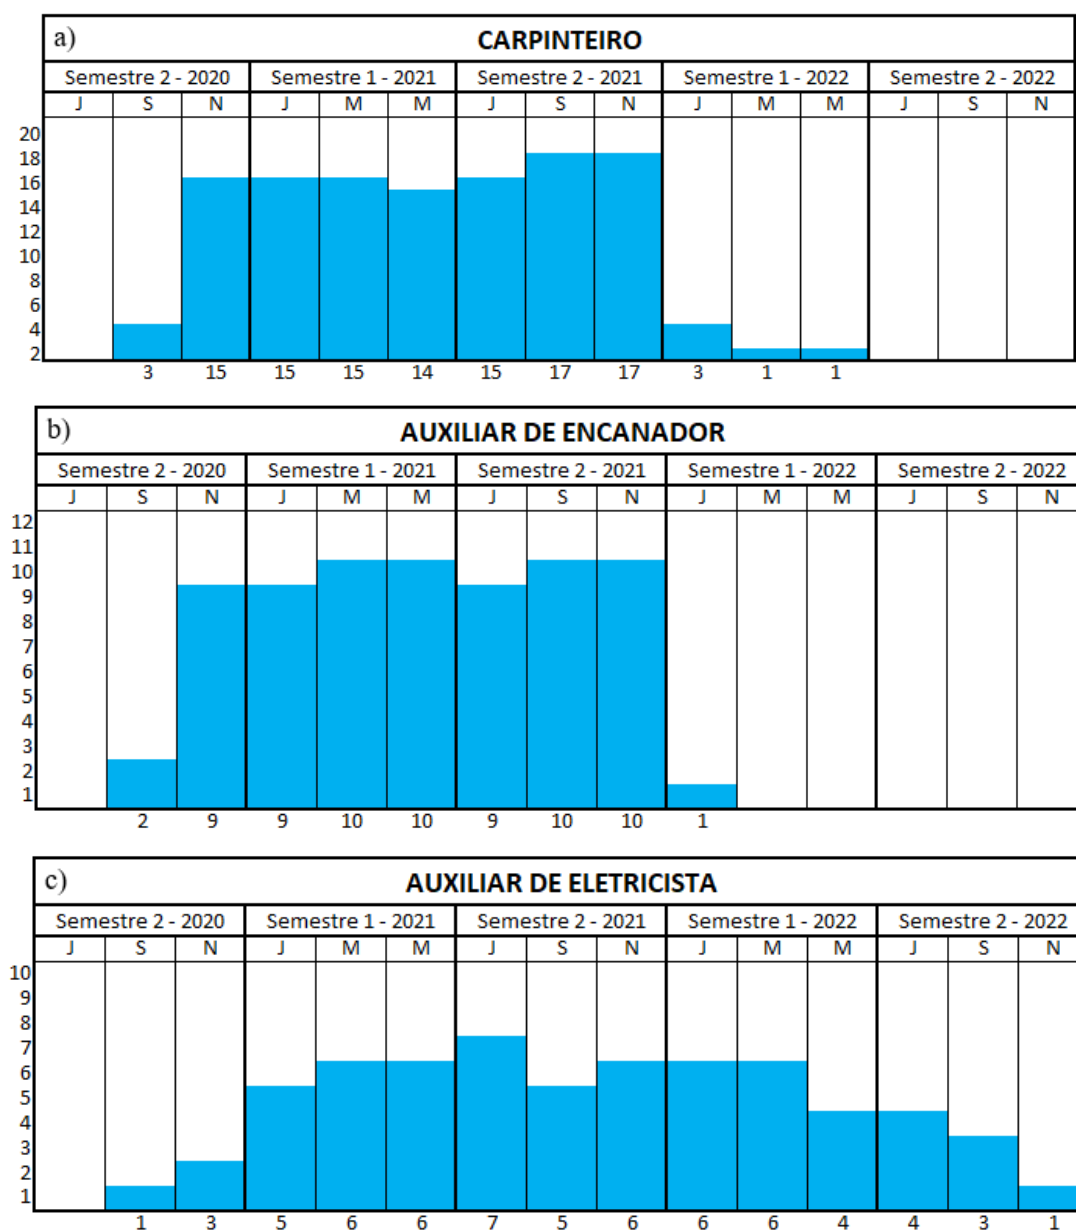 a)
CARPINTEIRO
Semestre 2 - 2020 Semestre 1 - 2021 Semestre 2 - 2021 Semestre 1 - 2022 Semestre 2 - 2022
J S N J M M J S N J M M J S N
20
18
16
14
12
10
8
6
4
2
3 15 15 15 14 15 17 17 3 1 1
b)
AUXILIAR DE ENCANADOR
Semestre 2 - 2020 Semestre 1 - 2021 Semestre 2 - 2021 Semestre 1 - 2022 Semestre 2 - 2022
J S N J M M J S N J M M J S N
12
11
10
9
8
7
6
5
4
3
2
1
2 9 9 10 10 9 10 10 1
c)
AUXILIAR DE ELETRICISTA
Semestre 2 - 2020 Semestre 1 - 2021 Semestre 2 - 2021 Semestre 1 - 2022 Semestre 2 - 2022
J S N J M M J S N J M M J S N
10
9
8
7
6
5
4
3
2
1
1 3 5 6 6 7 5 6 6 6 4 4 3 1